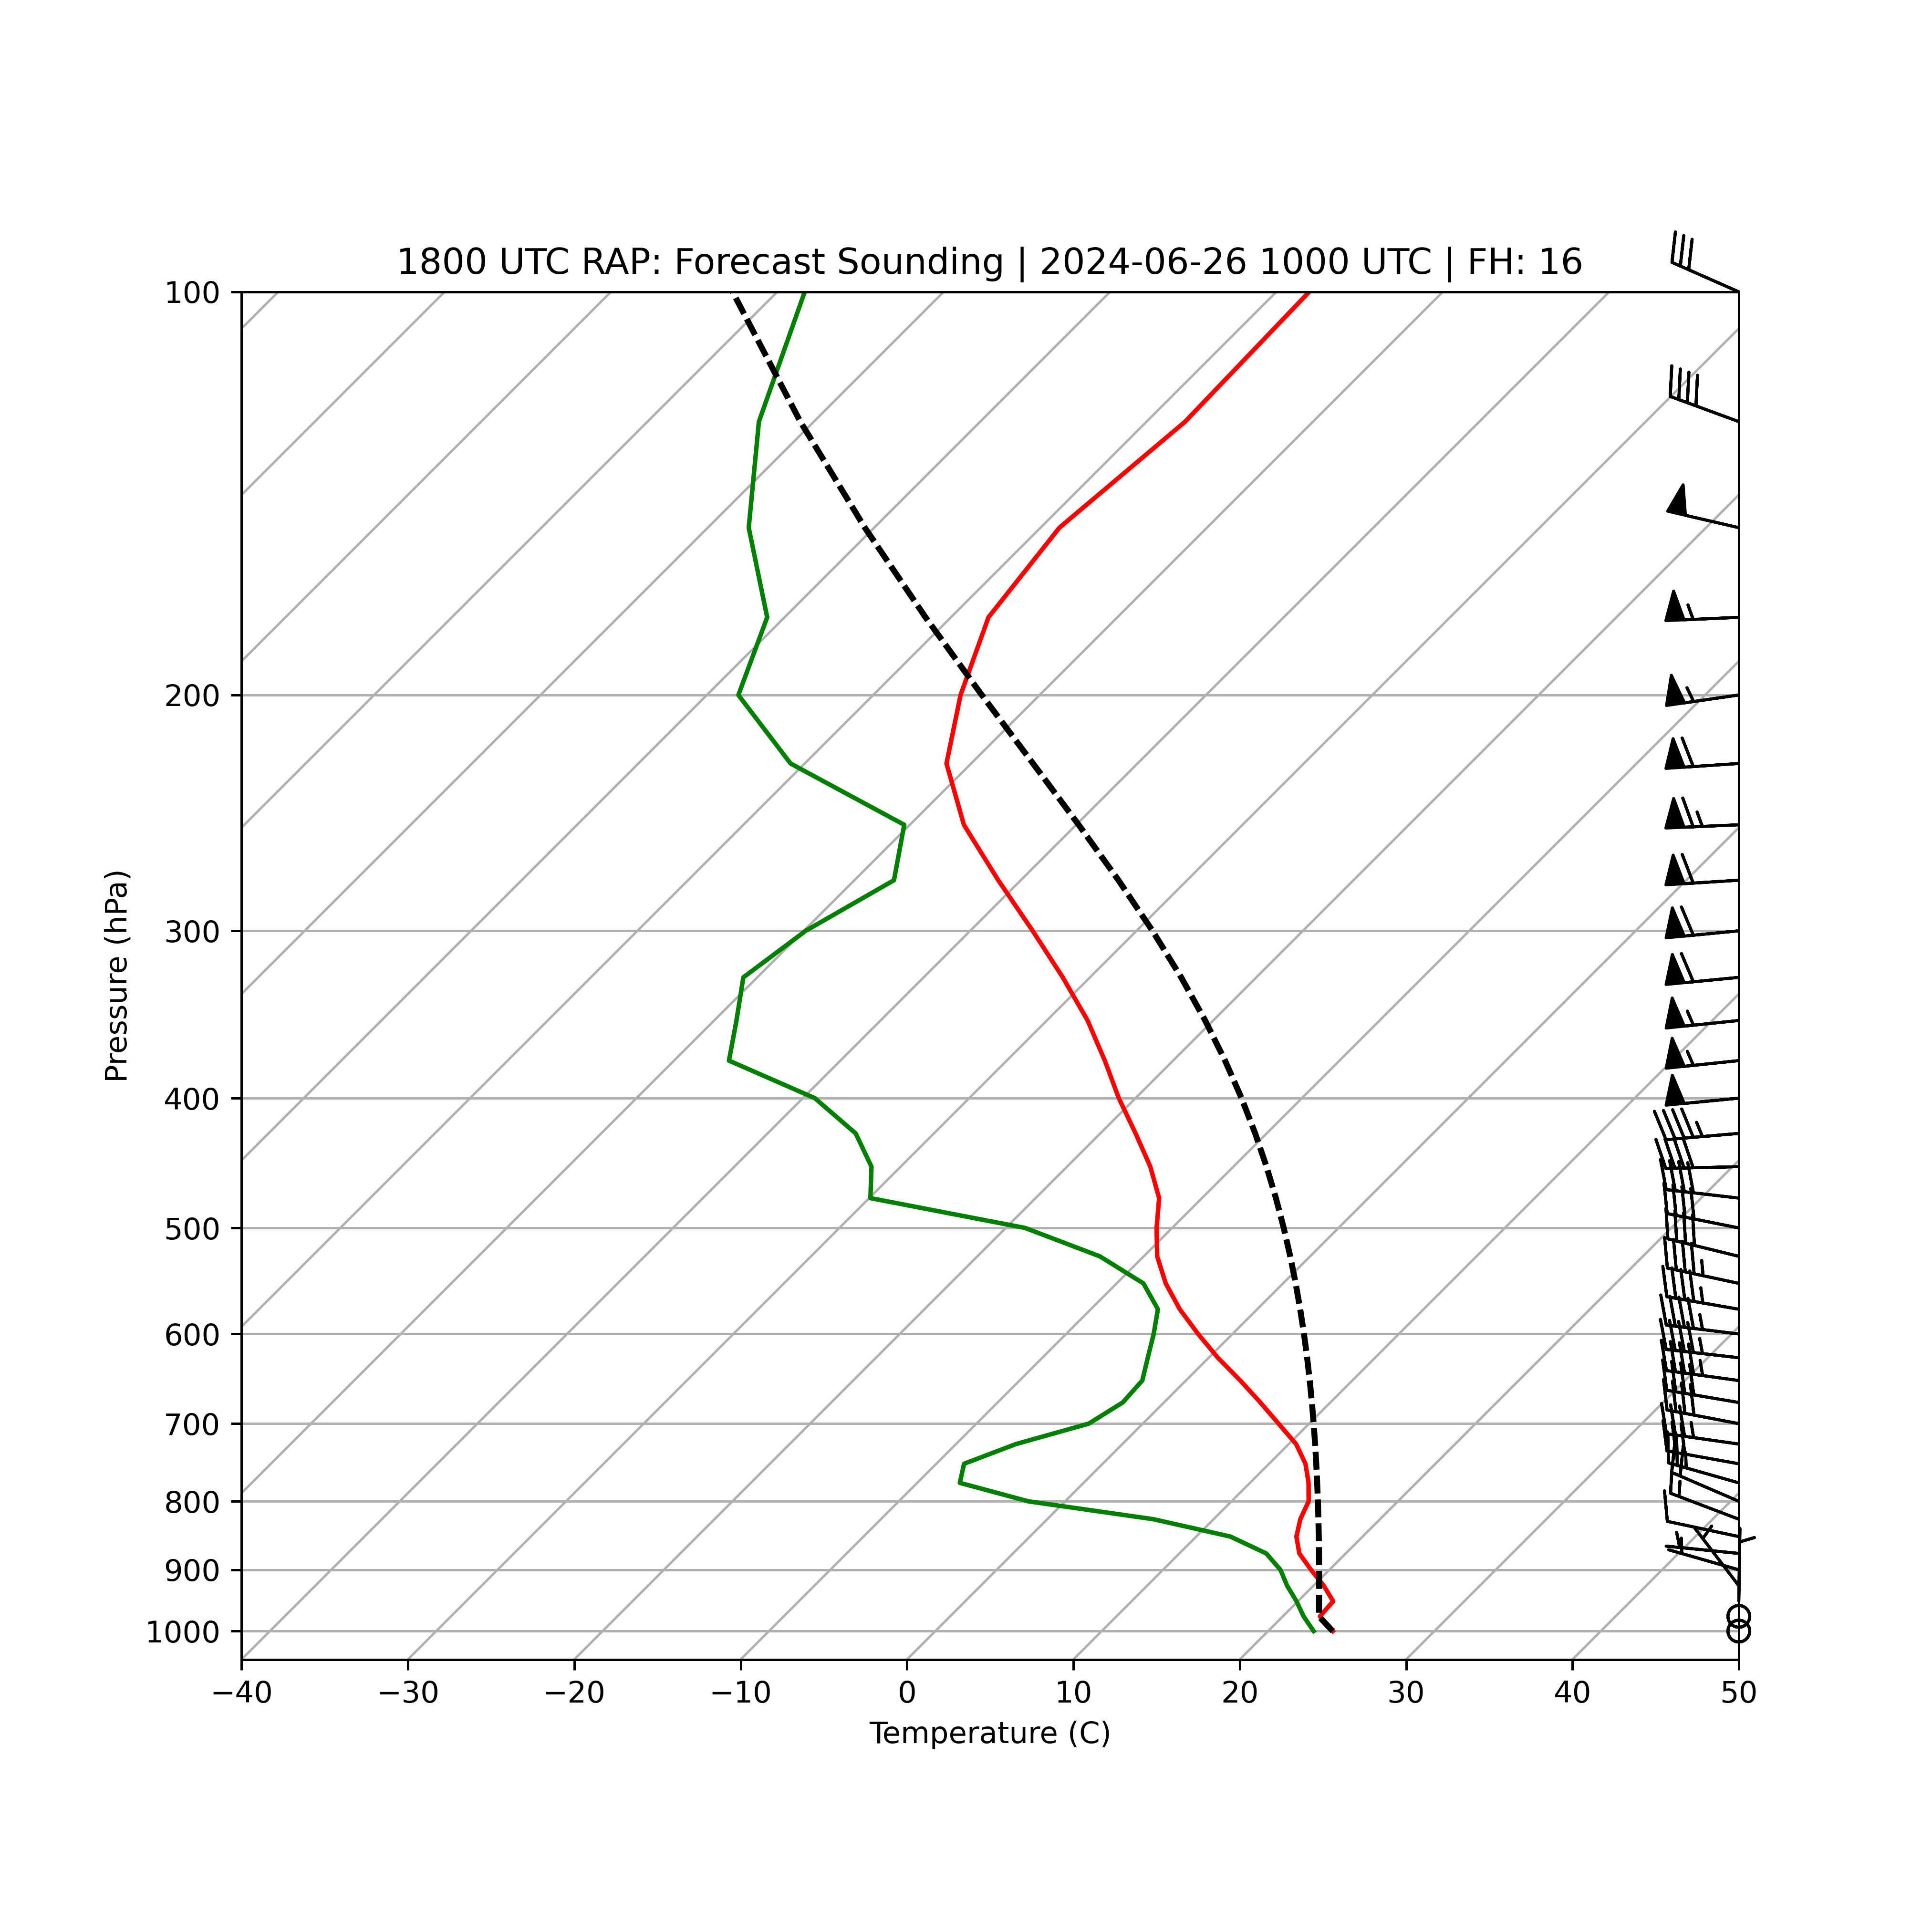 1800 UTC RAP: Forecast Sounding | 2024-06-26 1000 UTC | FH: 16
100
200
300
400
500
600
700
800
900
1000
Pressure (hPa)
−40 −30 −20 −10 0 10 20 30 40 50
Temperature (C)